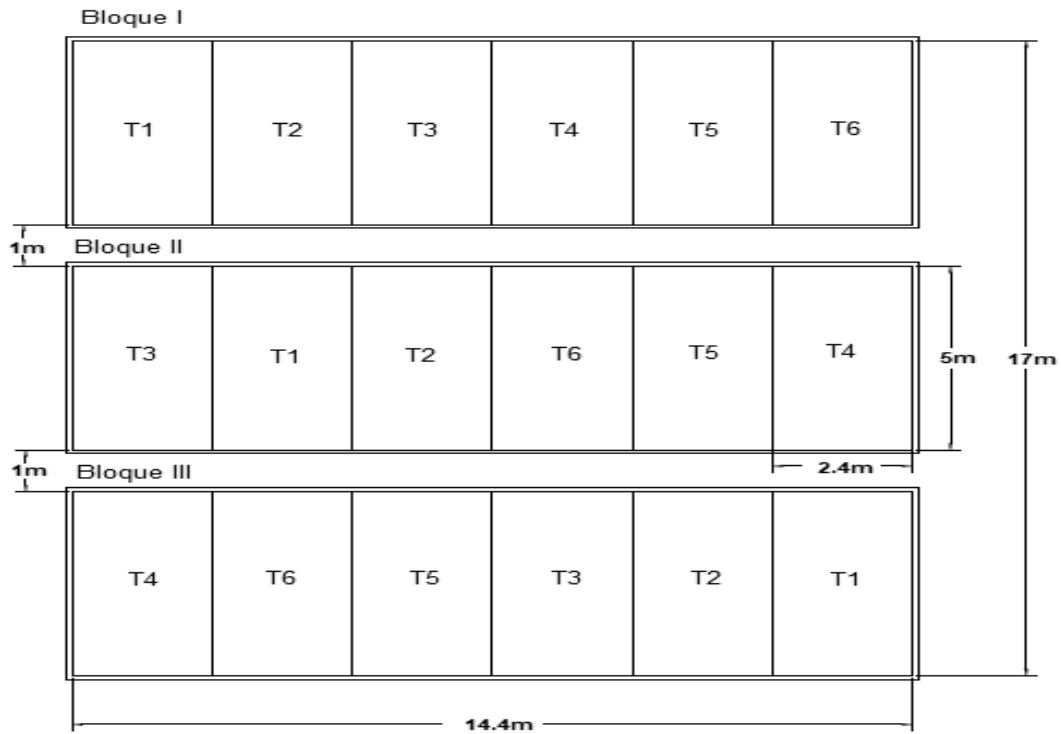 Bloque I
T1 T2 T3 T4 T5 T6
1m
Bloque II
T3 T1 T2 T6 T5 T4
5m
17m
1m
Bloque III
2.4m
T4 T6 T5 T3 T2 T1
14.4m